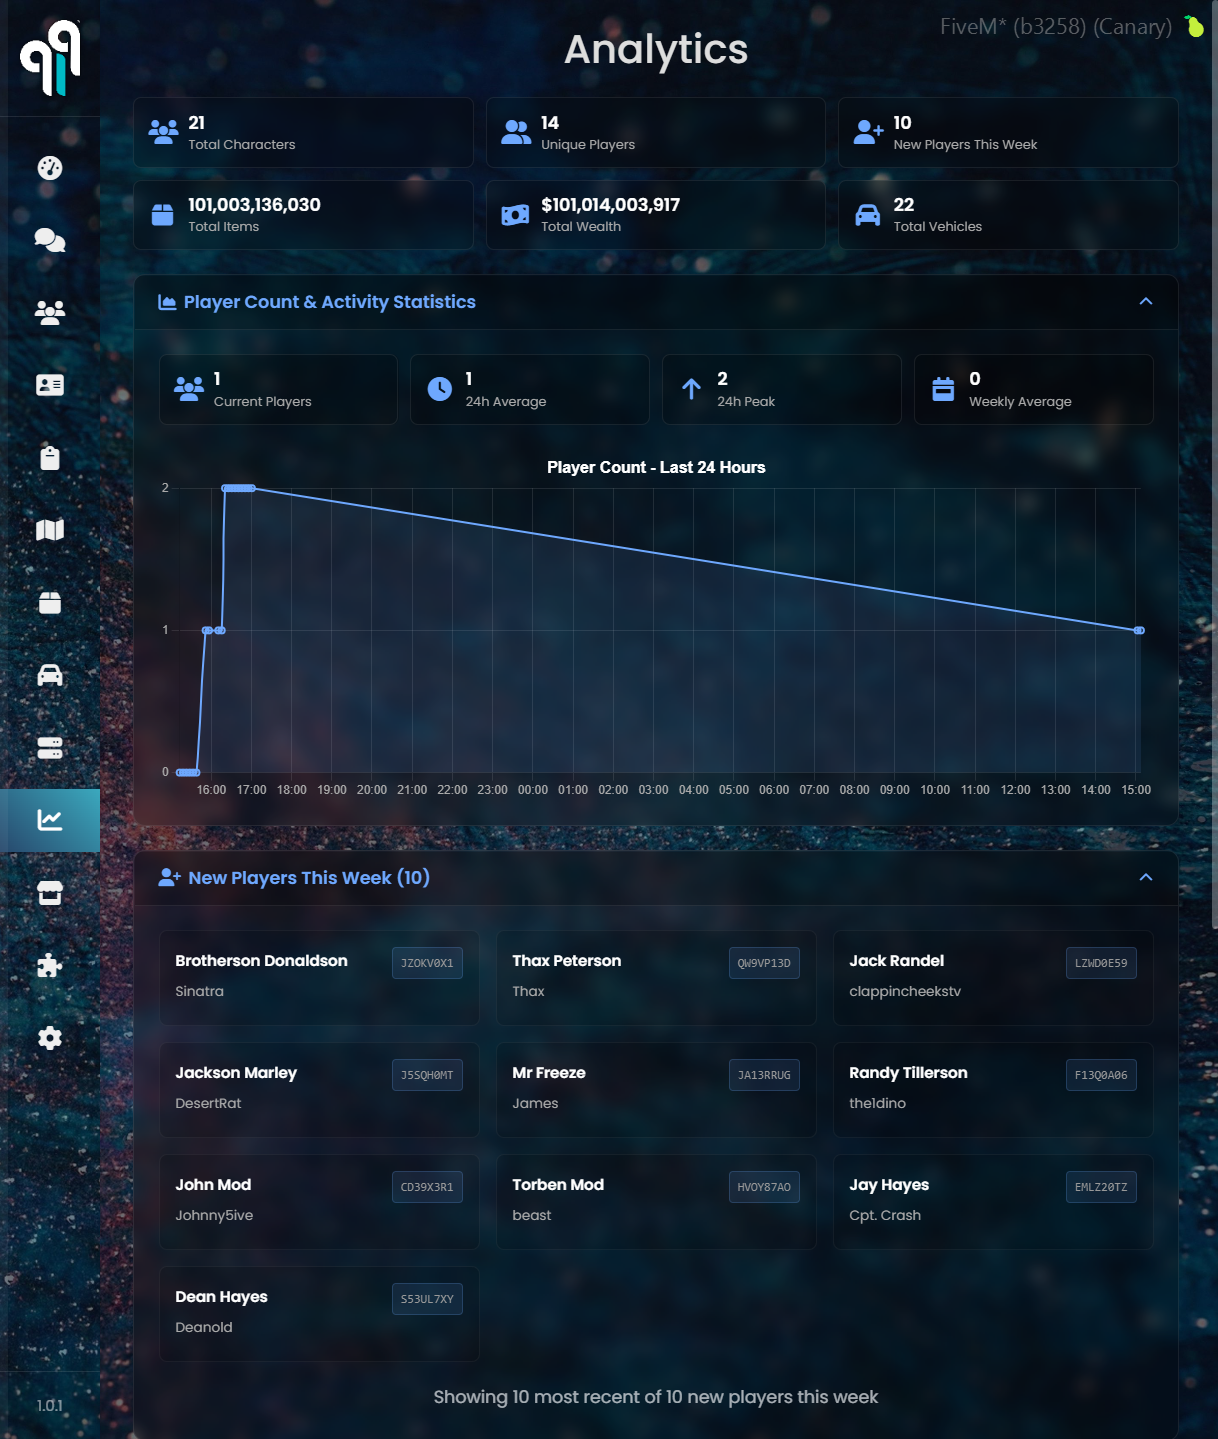 FiveM* (b3258) (Canary)
Analytics
21
Total Characters
14
Unique Players
10
New Players This Week
101,003,136,030
Total Items
$101,014,003,917
Total Wealth
22
Total Vehicles
Player Count & Activity Statistics
1
Current Players
1
24h Average
2
24h Peak
0
Weekly Average
Player Count - Last 24 Hours
2
1
0
16:00 17:00 18:00 19:00 20:00 21:00 22:00 23:00 00:00 01:00 02:00 03:00 04:00 05:00 06:00 07:00 08:00 09:00 10:00 11:00 12:00 13:00 14:00 15:00
New Players This Week (10)
Brotherson Donaldson JZOKV0X1
Sinatra
Thax Peterson QW9VP13D
Thax
Jack Randel LZWD0E59
clappincheekstv
Jackson Marley J5SQH0MT
DesertRat
Mr Freeze JA13RRUG
James
Randy Tillerson F13Q0A06
the1dino
John Mod CD39X3R1
Johnny5ive
Torben Mod HVOY87AO
beast
Jay Hayes EMLZ20TZ
Cpt. Crash
Dean Hayes S53UL7XY
Deanold
Showing 10 most recent of 10 new players this week
1.0.1